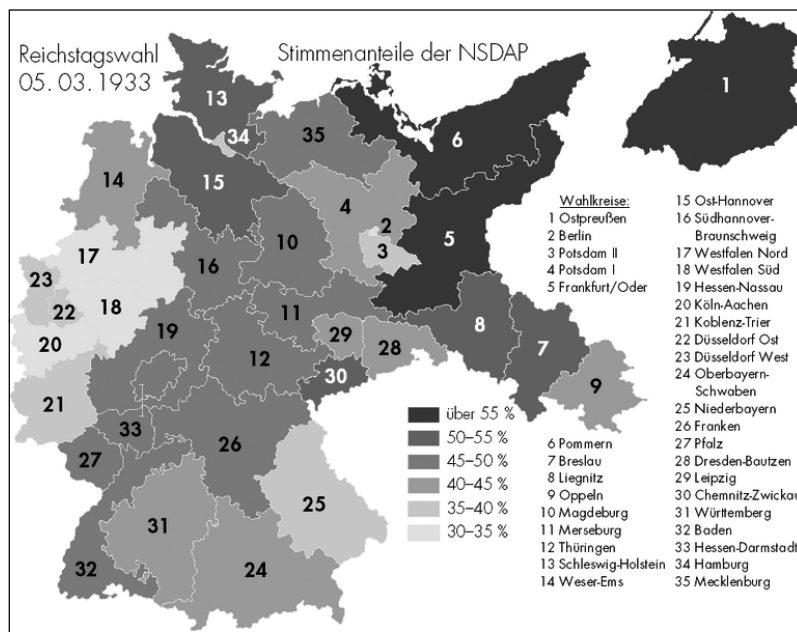 Reichstagswahl
05. 03. 1933
Stimmenanteile der NSDAP
1
13
34
35
6
14
15
4
2
3
5
10
17
16
23
18
22
11
20
19
29
8
28
7
12
30
9
21
33
26
27
25
31
32
24
über 55 %
50–55 %
45–50 %
40–45 %
35–40 %
30–35 %
Wahlkreise:
1 Ostpreußen
2 Berlin
3 Potsdam II
4 Potsdam I
5 Frankfurt/Oder
6 Pommern
7 Breslau
8 Liegnitz
9 Oppeln
10 Magdeburg
11 Merseburg
12 Thüringen
13 Schleswig-Holstein
14 Weser-Ems
15 Ost-Hannover
16 Südhannover-
Braunschweig
17 Westfalen Nord
18 Westfalen Süd
19 Hessen-Nassau
20 Köln-Aachen
21 Koblenz-Trier
22 Düsseldorf Ost
23 Düsseldorf West
24 Oberbayern-
Schwaben
25 Niederbayern
26 Franken
27 Pfalz
28 Dresden-Bautzen
29 Leipzig
30 Chemnitz-Zwickau
31 Württemberg
32 Baden
33 Hessen-Darmstadt
34 Hamburg
35 Mecklenburg